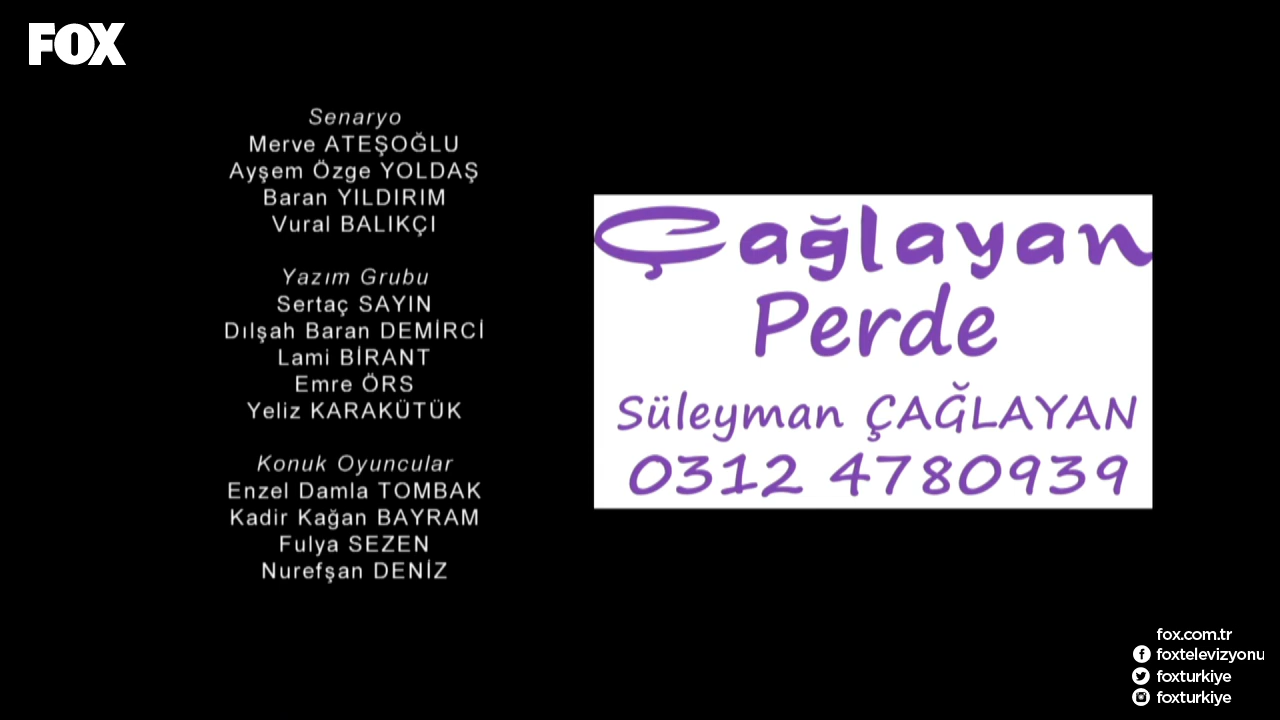 FOX
Senaryo
Merve ATEŞOĞLU
Ayşem Özge YOLDAŞ
Baran YILDIRIM
Vural BALIKÇI
Yazım Grubu
Sertaç SAYIN
Dılşah Baran DEMİRCİ
Lami BİRANT
Emre ÖRS
Yeliz KARAKÜTÜK
Konuk Oyuncular
Enzel Damla TOMBAK
Kadir Kağan BAYRAM
Fulya SEZEN
Nurefşan DENİZ
Çağlayan
Perde
Süleyman ÇAĞLAYAN
0312 4780939
fox.com.tr
foxtelevizyonu
foxturkiye
foxturkiye